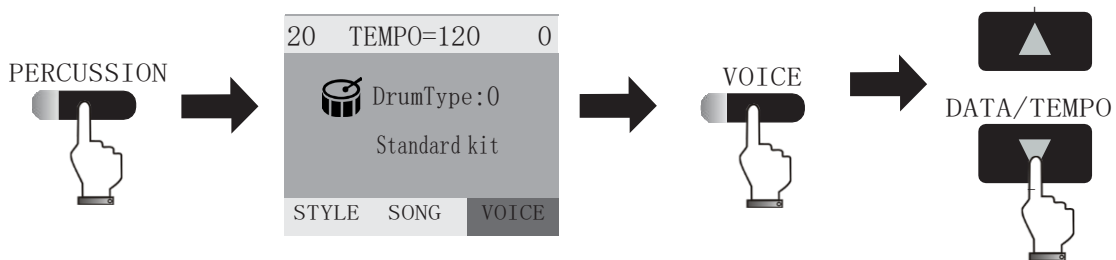 PERCUSSION
20 TEMPO=120 0
DrumType:0
Standard kit
STYLE SONG VOICE
VOICE
DATA/TEMPO